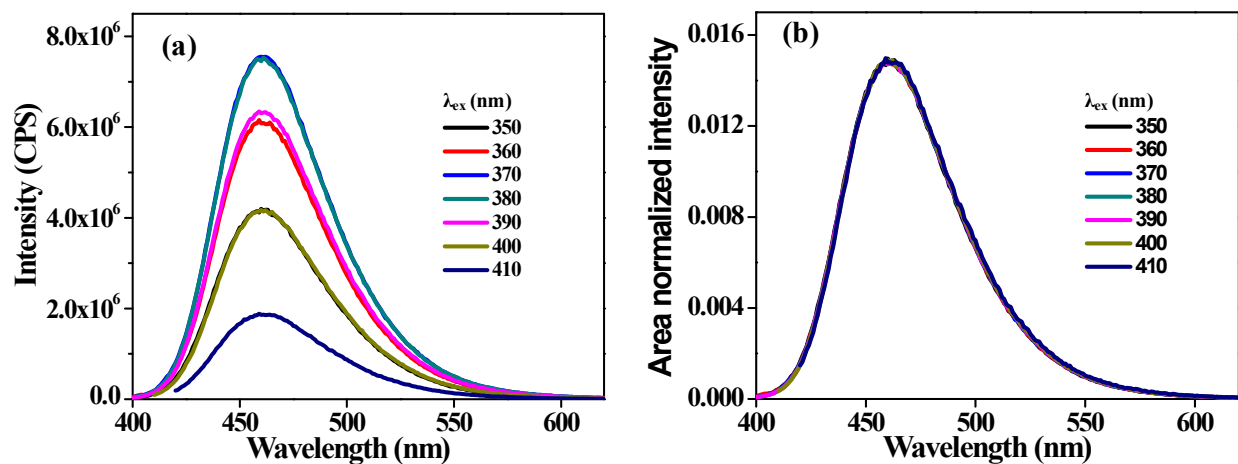 (a)
Intensity (CPS)
8.0x10⁶
6.0x10⁶
4.0x10⁶
2.0x10⁶
0.0
λex (nm)
350
360
370
380
390
400
410
400 450 500 550 600
Wavelength (nm)
(b)
Area normalized intensity
0.016
0.012
0.008
0.004
0.000
λex (nm)
350
360
370
380
390
400
410
400 450 500 550 600
Wavelength (nm)